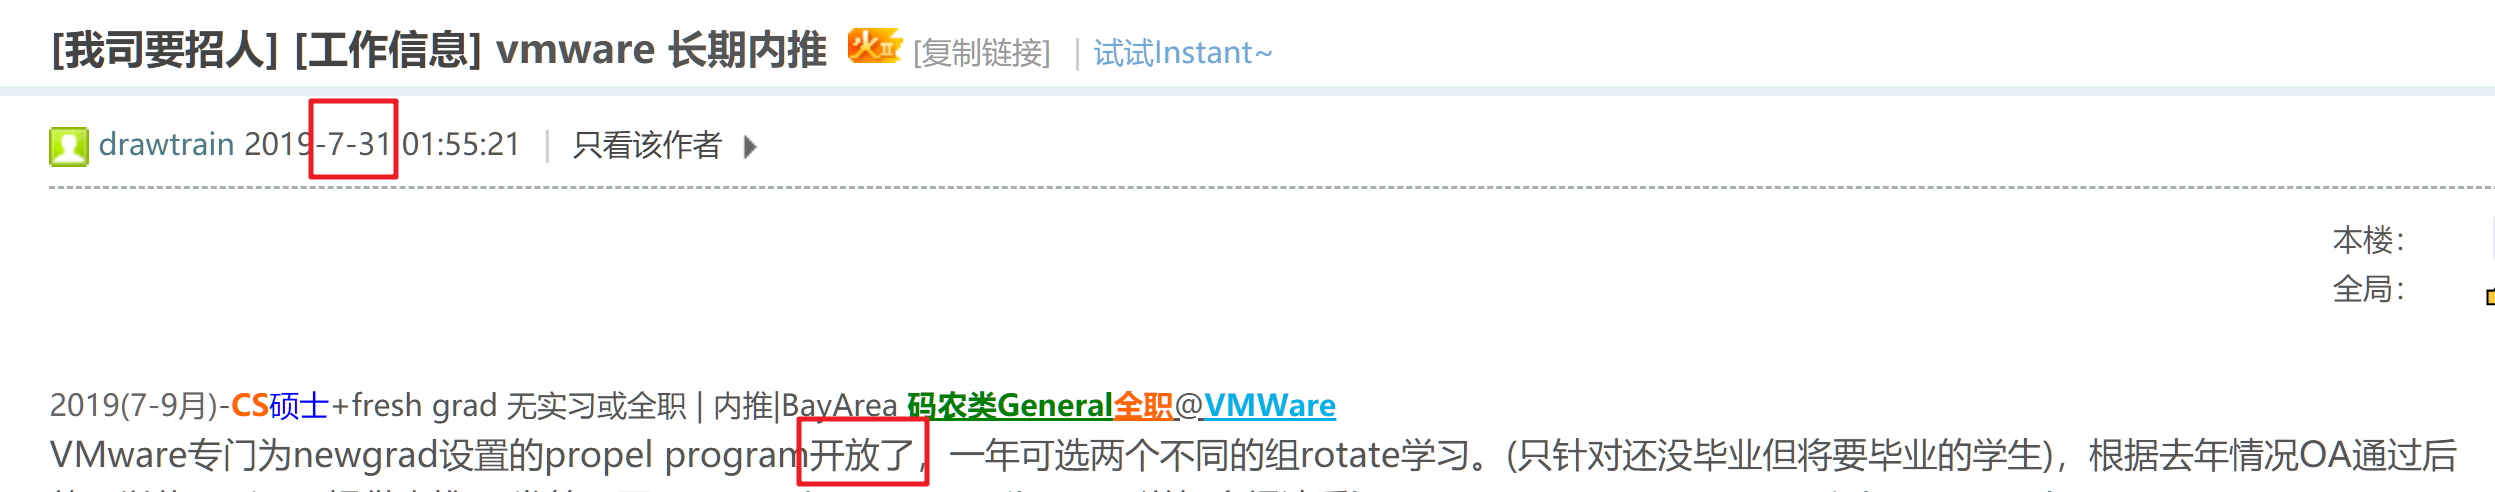 [我司要招人] [工作信息] vmware 长期内推 火 II [复制链接] | 试试Instant~
drawtrain 2019-7-31 01:55:21 | 只看该作者
本楼：
全局：
2019(7-9月)-CS硕士+fresh grad 无实习或全职 | 内推|BayArea 码农类General全职@VMWare
VMware专门为newgrad设置的propel program开放了，一年可选两个不同的组rotate学习。(只针对还没毕业但将要毕业的学生)，根据去年情况OA通过后